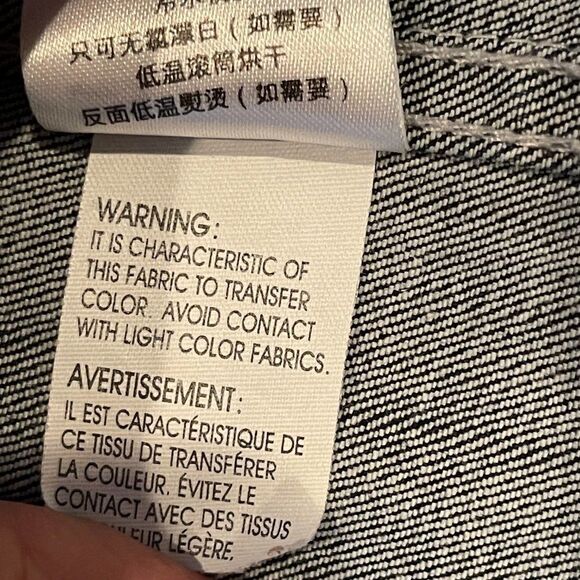 只可无氯漂白（如需要）
低温滚筒烘干
反面低温熨烫（如需要）
WARNING:
IT IS CHARACTERISTIC OF
THIS FABRIC TO TRANSFER
COLOR. AVOID CONTACT
WITH LIGHT COLOR FABRICS.
AVERTISSEMENT:
IL EST CARACTÉRISTIQUE DE
CE TISSU DE TRANSFÉRER
LA COULEUR. ÉVITEZ LE
CONTACT AVEC DES TISSUS
LÉGÈRE.